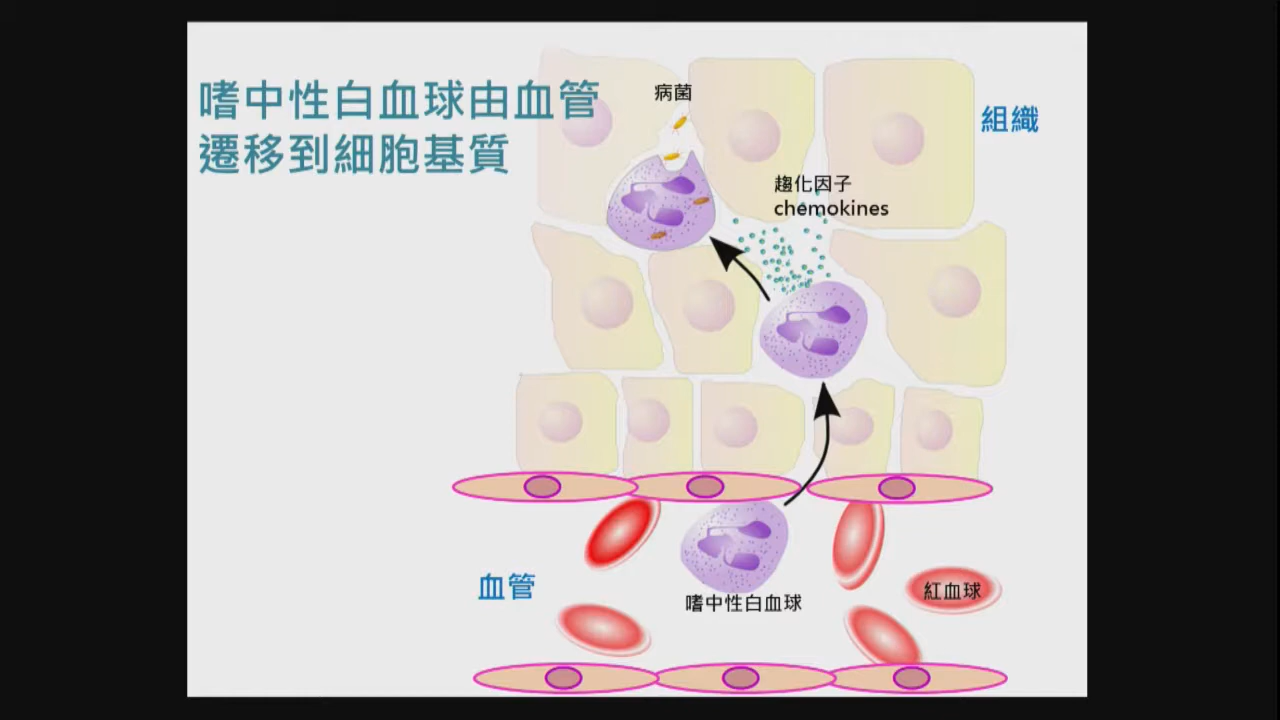 嗜中性白血球由血管
遷移到細胞基質
病菌
組織
趨化因子
chemokines
血管
嗜中性白血球
紅血球